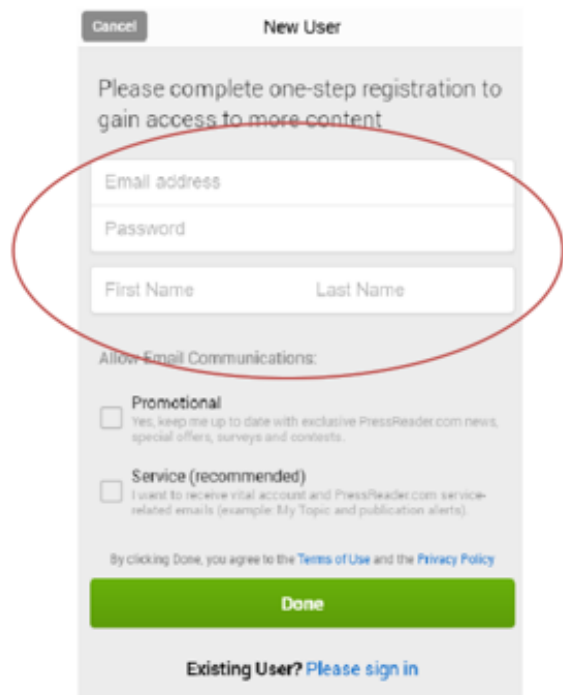 Cancel New User
Please complete one-step registration to
gain access to more content
Email address
Password
First Name Last Name
Allow Email Communications:
Promotional
Yes, keep me up to date with exclusive PressReader.com news,
special offers, surveys and contests.
Service (recommended)
I want to receive vital account and PressReader.com service-
related emails (example: My Topic and publication alerts).
By clicking Done, you agree to the Terms of Use and the Privacy Policy
Done
Existing User? Please sign in